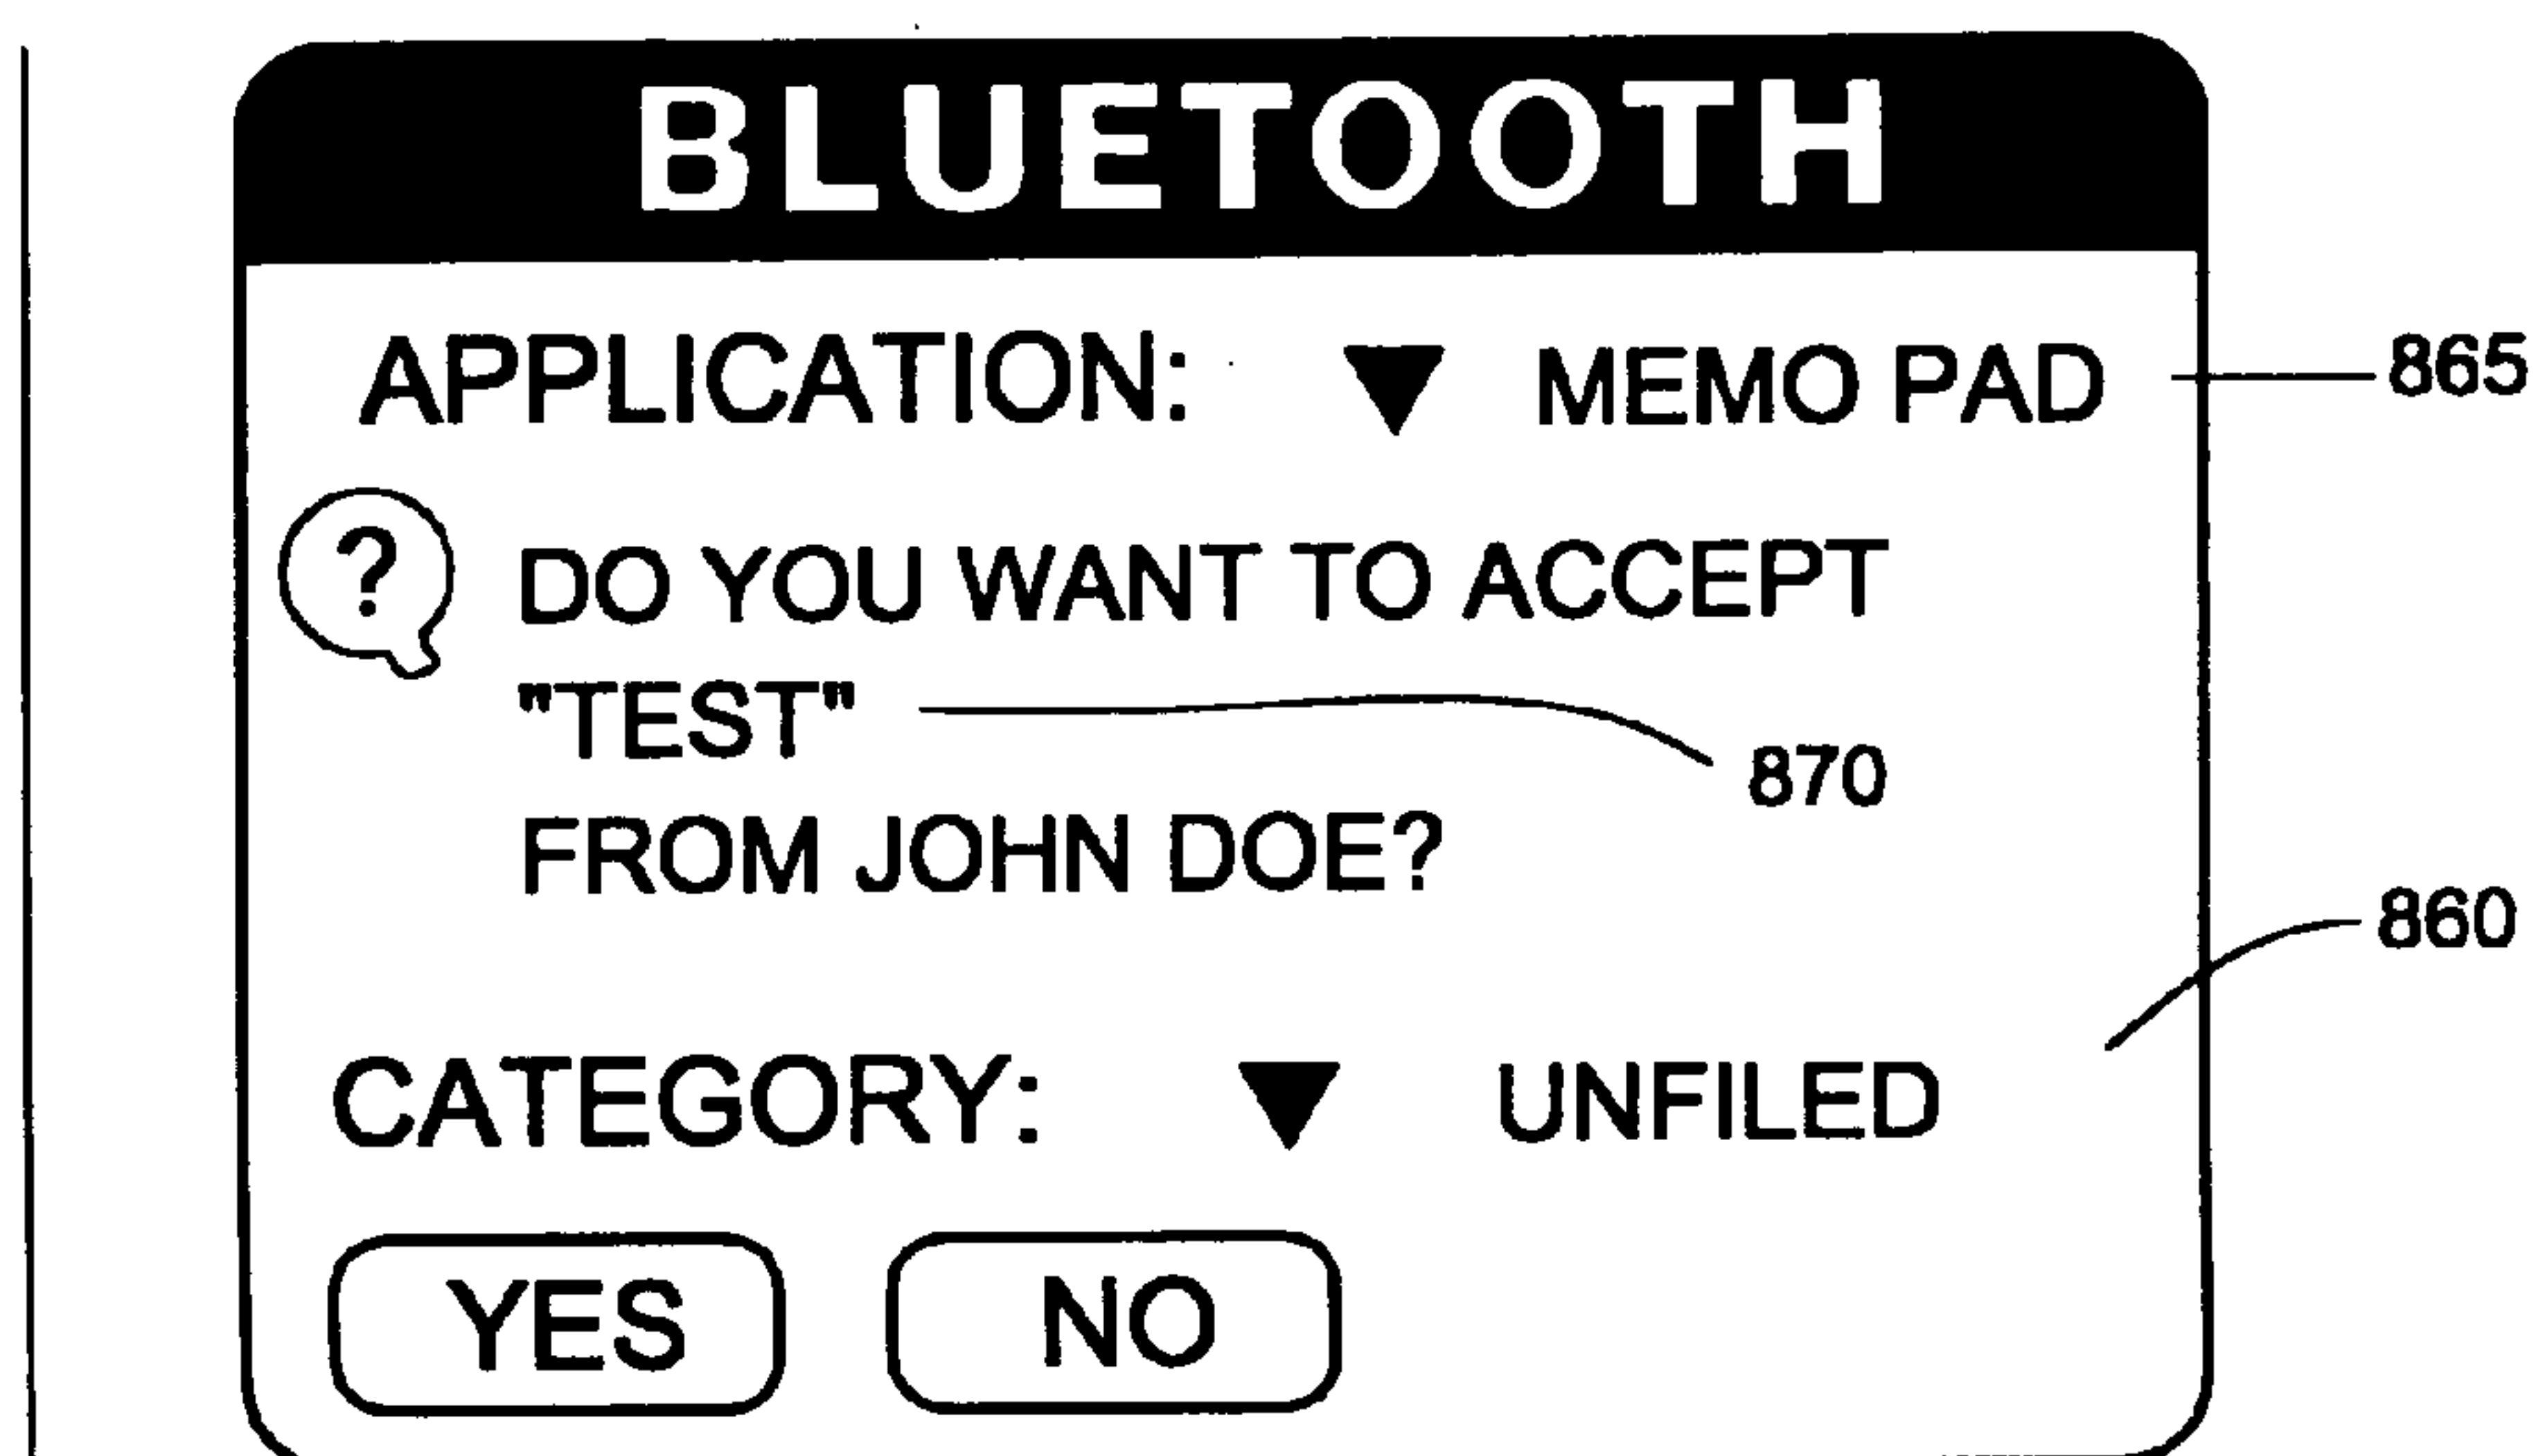 BLUETOOTH
APPLICATION: ▼ MEMO PAD 865
? DO YOU WANT TO ACCEPT
"TEST"
870
FROM JOHN DOE?
860
CATEGORY: ▼ UNFILED
YES NO